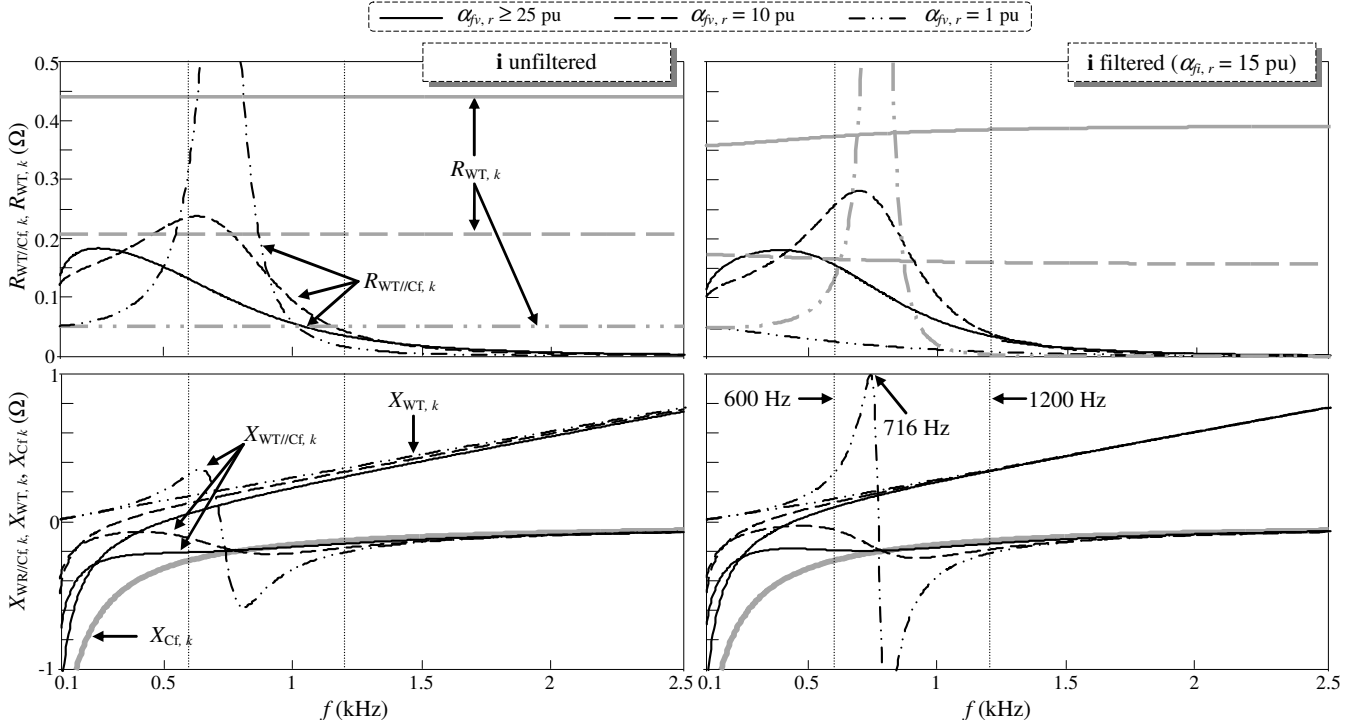 α_fv, r ≥ 25 pu α_fv, r = 10 pu α_fv, r = 1 pu
i unfiltered
i filtered (α_fi, r = 15 pu)
R_WT//Cf, k, R_WT, k (Ω)
0.5
0.4
0.3
0.2
0.1
0
R_WT, k
R_WT//Cf, k
X_WR//Cf, k, X_WT, k, X_Cf k (Ω)
1
0
-1
X_WT, k
X_WT//Cf, k
X_Cf, k
600 Hz
1200 Hz
716 Hz
0.1 0.5 1 1.5 2 2.5
0.1 0.5 1 1.5 2 2.5
f (kHz)
f (kHz)